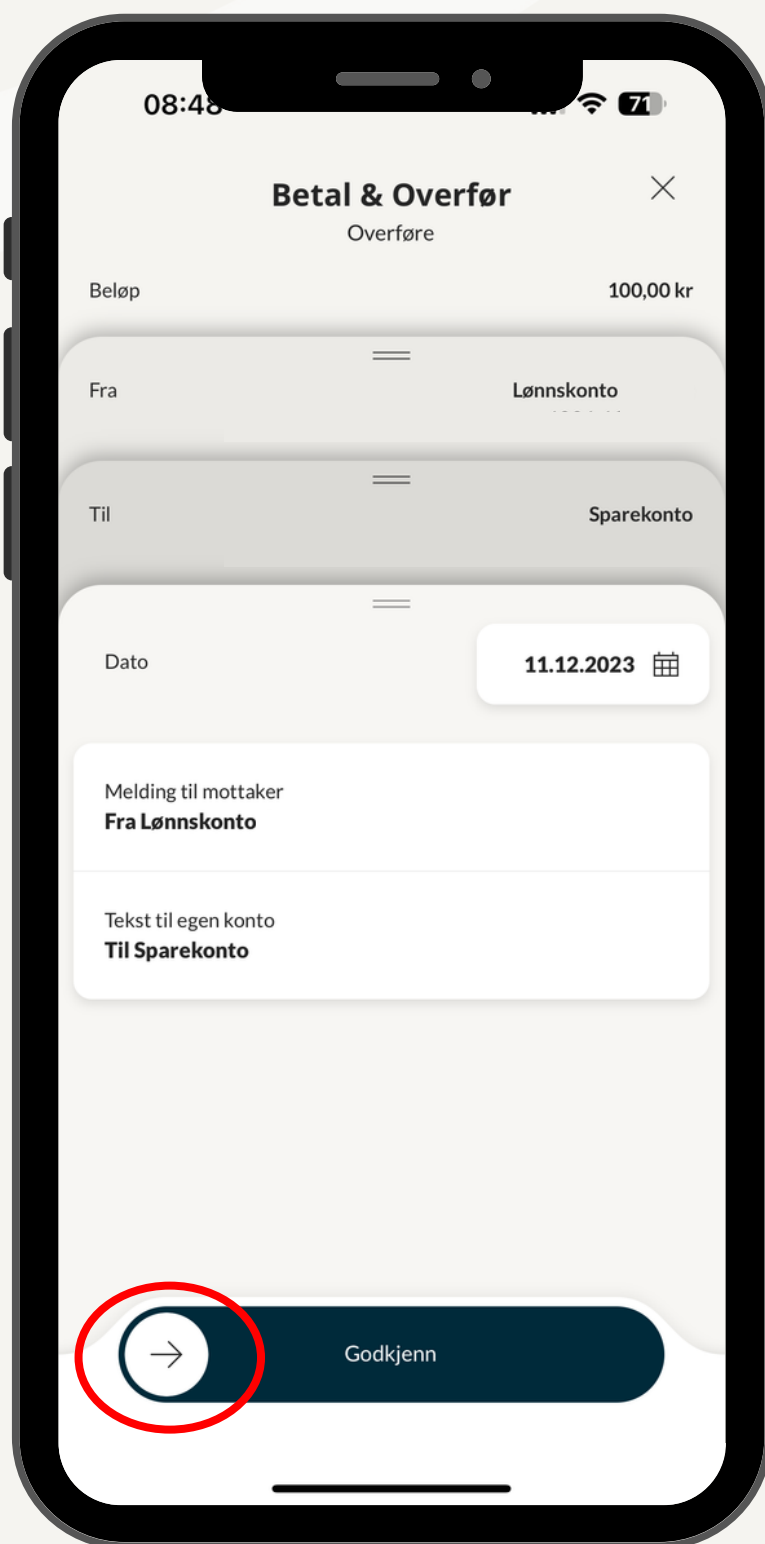 08:48
71
Betal & Overfør
Overføre
Beløp 100,00 kr
Fra Lønnskonto
Til Sparekonto
Dato 11.12.2023
Melding til mottaker
Fra Lønnskonto
Tekst til egen konto
Til Sparekonto
Godkjenn